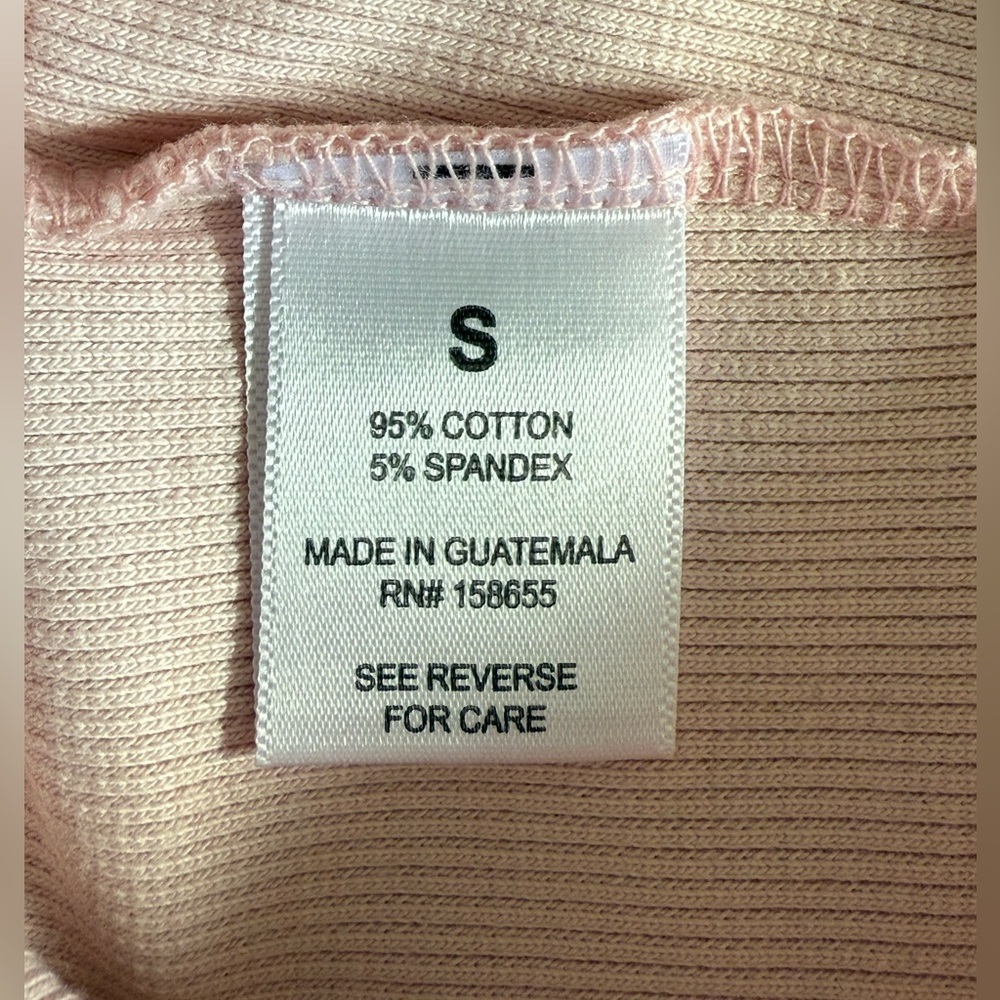 S
95% COTTON
5% SPANDEX
MADE IN GUATEMALA
RN# 158655
SEE REVERSE
FOR CARE